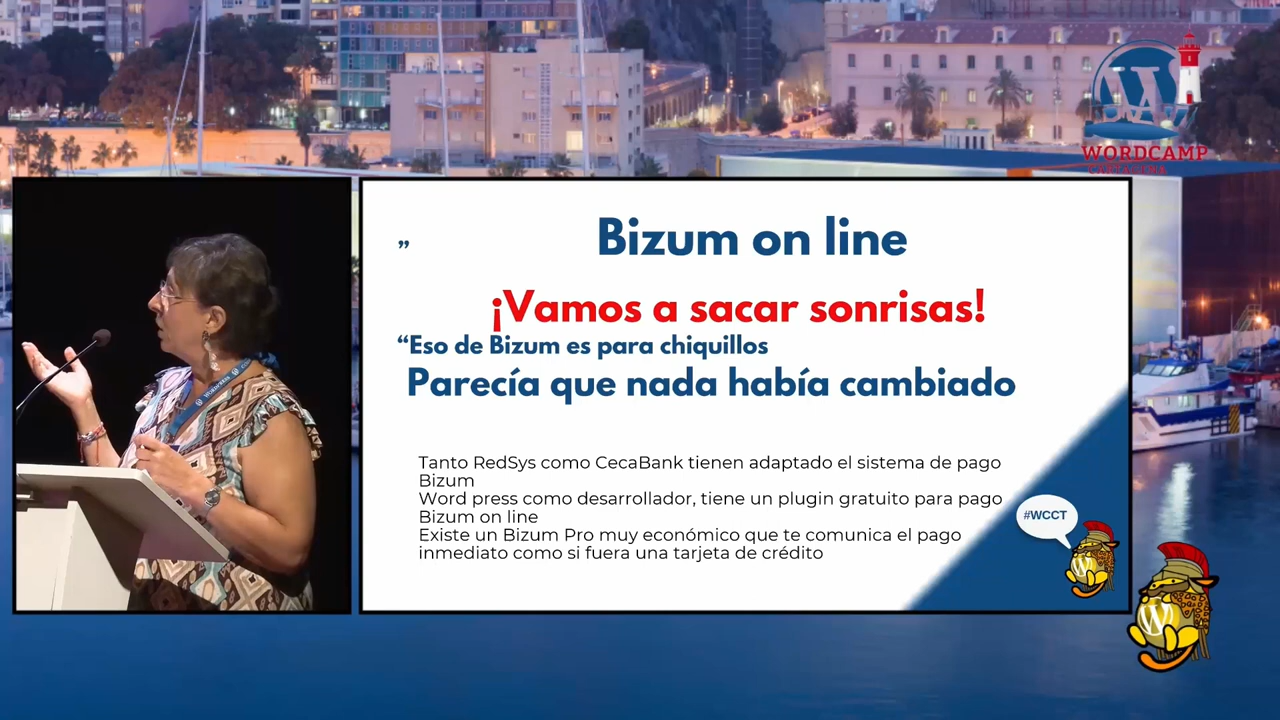 WORDCAMP
CARTAGENA
”
Bizum on line
¡Vamos a sacar sonrisas!
“Eso de Bizum es para chiquillos
Parecía que nada había cambiado
Tanto RedSys como CecaBank tienen adaptado el sistema de pago
Bizum
Word press como desarrollador, tiene un plugin gratuito para pago
Bizum on line
Existe un Bizum Pro muy económico que te comunica el pago
inmediato como si fuera una tarjeta de crédito
#WCCT